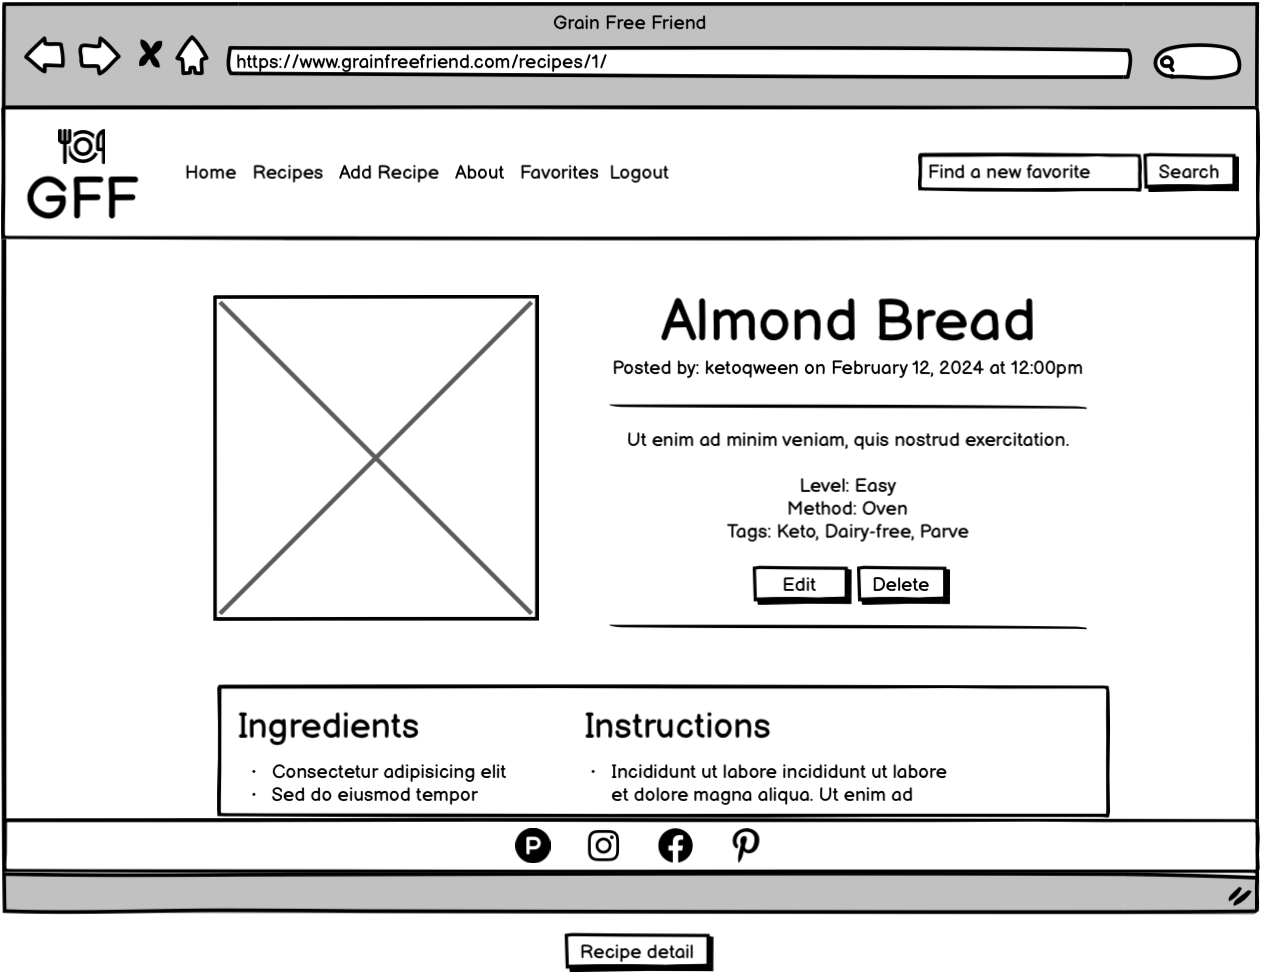 Grain Free Friend
https://www.grainfreefriend.com/recipes/1/
GFF
Home Recipes Add Recipe About Favorites Logout
Find a new favorite Search
Almond Bread
Posted by: ketoqween on February 12, 2024 at 12:00pm
Ut enim ad minim veniam, quis nostrud exercitation.
Level: Easy
Method: Oven
Tags: Keto, Dairy-free, Parve
Edit Delete
Ingredients
· Consectetur adipisicing elit
· Sed do eiusmod tempor
Instructions
· Incididunt ut labore incididunt ut labore
et dolore magna aliqua. Ut enim ad
P
Recipe detail